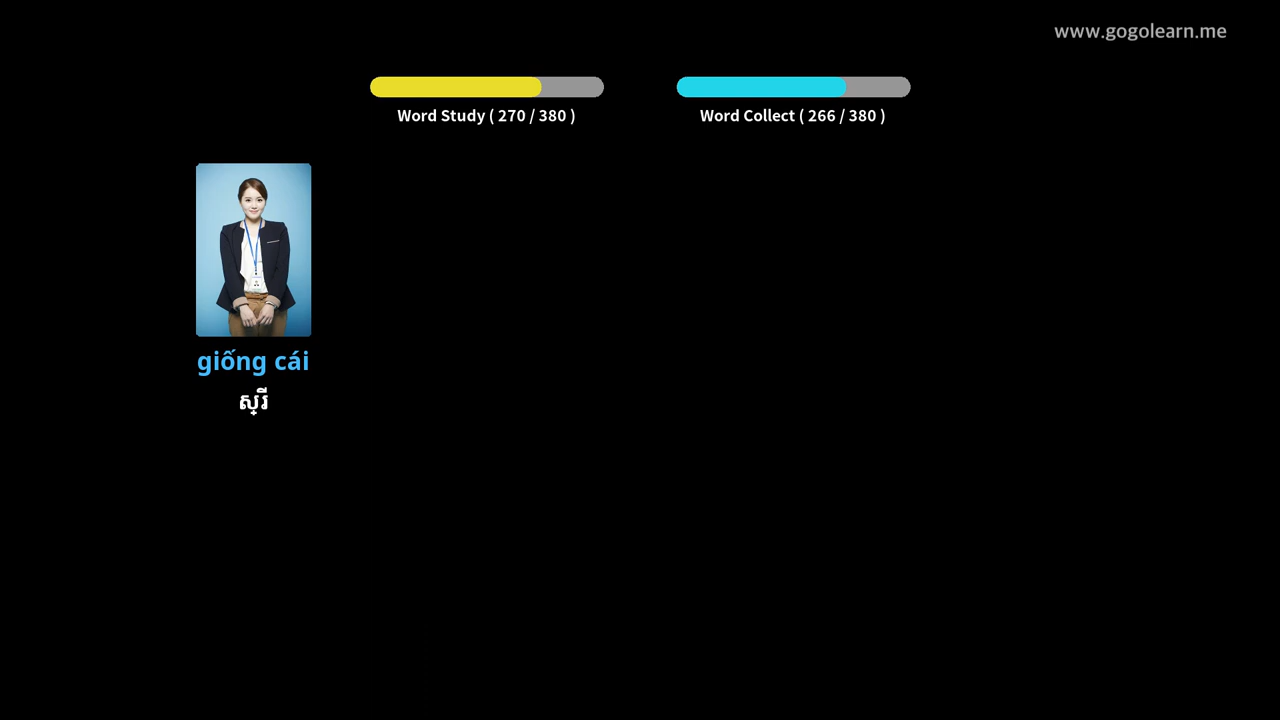 www.gogolearn.me
Word Study ( 270 / 380 )
Word Collect ( 266 / 380 )
giống cái
ស្រី